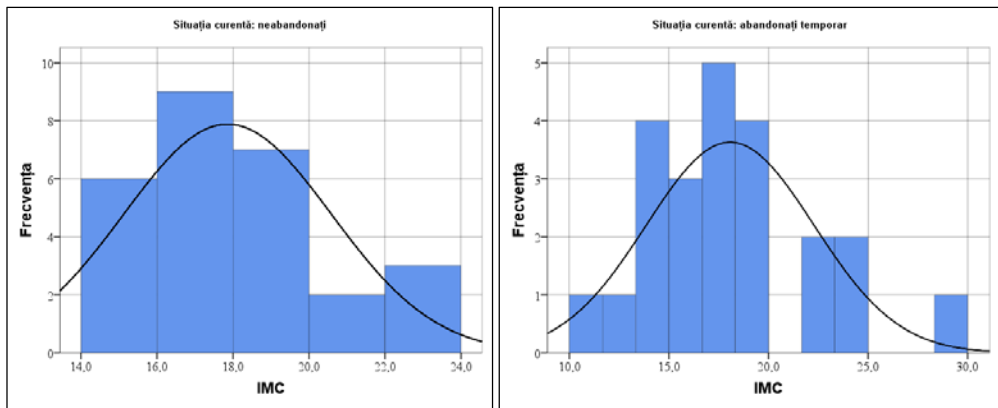 Situația curentă: neabandonați
Frecvența
10
8
6
4
2
0
14,0 16,0 18,0 20,0 22,0 24,0
IMC
Situația curentă: abandonați temporar
Frecvența
5
4
3
2
1
0
10,0 15,0 20,0 25,0 30,0
IMC